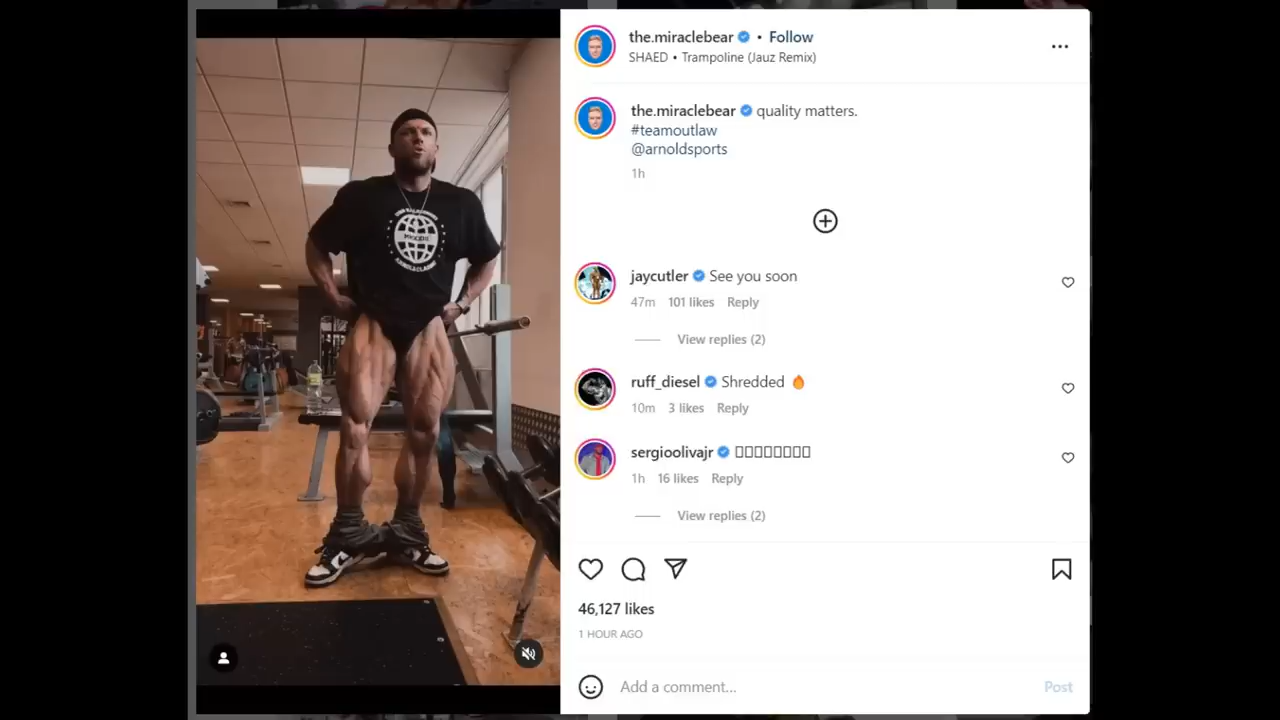 the.miraclebear • Follow
SHAED • Trampoline (Jauz Remix)
the.miraclebear quality matters.
#teamoutlaw
@arnoldsports
1h
jaycutler See you soon
47m 101 likes Reply
View replies (2)
ruff_diesel Shredded 🔥
10m 3 likes Reply
sergioolivajr
1h 16 likes Reply
View replies (2)
46,127 likes
1 HOUR AGO
Add a comment... Post